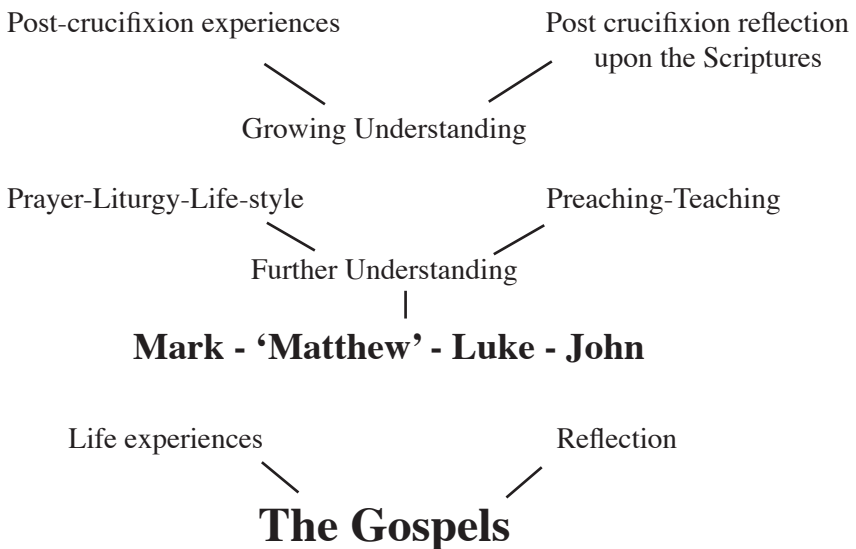 Post-crucifixion experiences
Post crucifixion reflection
upon the Scriptures
Growing Understanding
Prayer-Liturgy-Life-style
Preaching-Teaching
Further Understanding
Mark - ‘Matthew’ - Luke - John
Life experiences
Reflection
The Gospels